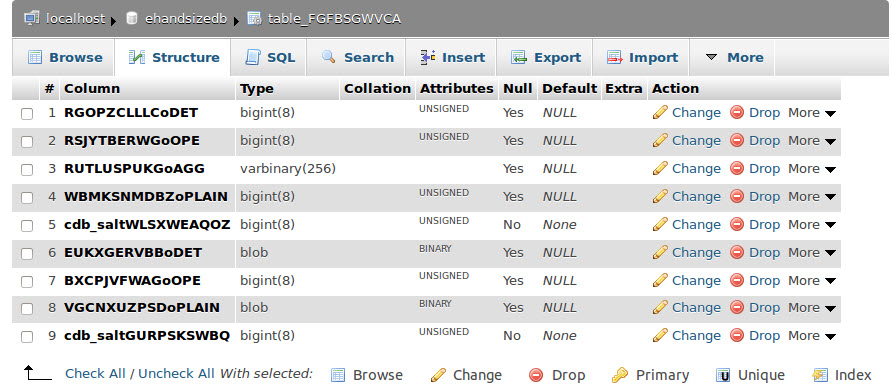 localhost ehandsizedb table_FGFBSGWVCA
Browse Structure SQL Search Insert Export Import More
# Column Type Collation Attributes Null Default Extra Action
1 RGOPZCLLLCoDET bigint(8) UNSIGNED Yes NULL Change Drop More
2 RSJYTBERWGoOPE bigint(8) UNSIGNED Yes NULL Change Drop More
3 RUTLUSPUKGoAGG varbinary(256) Yes NULL Change Drop More
4 WBMKSNMDBZoPLAIN bigint(8) UNSIGNED Yes NULL Change Drop More
5 cdb_saltWLSXWEAQOZ bigint(8) UNSIGNED No None Change Drop More
6 EUKXGERVBBoDET blob BINARY Yes NULL Change Drop More
7 BXCPJVFWAGoOPE bigint(8) UNSIGNED Yes NULL Change Drop More
8 VGCNXUZPSDoPLAIN blob BINARY Yes NULL Change Drop More
9 cdb_saltGURPSKSWBQ bigint(8) UNSIGNED No None Change Drop More
Check All / Uncheck All With selected: Browse Change Drop Primary Unique Index